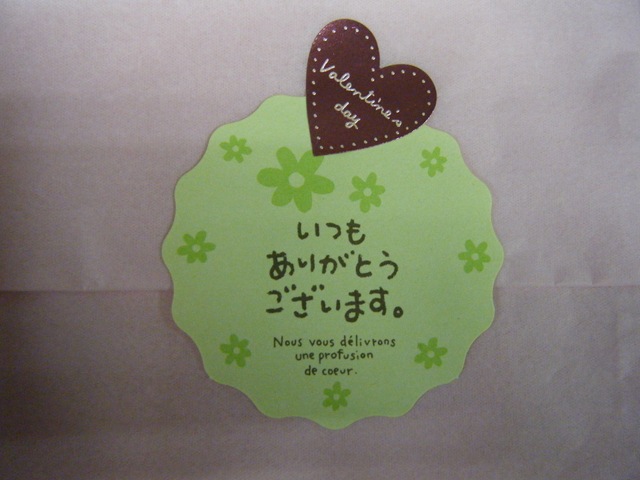 Valentine's
day
いつも
ありがとう
ございます。
Nous vous délivrons
une profusion
de coeur.